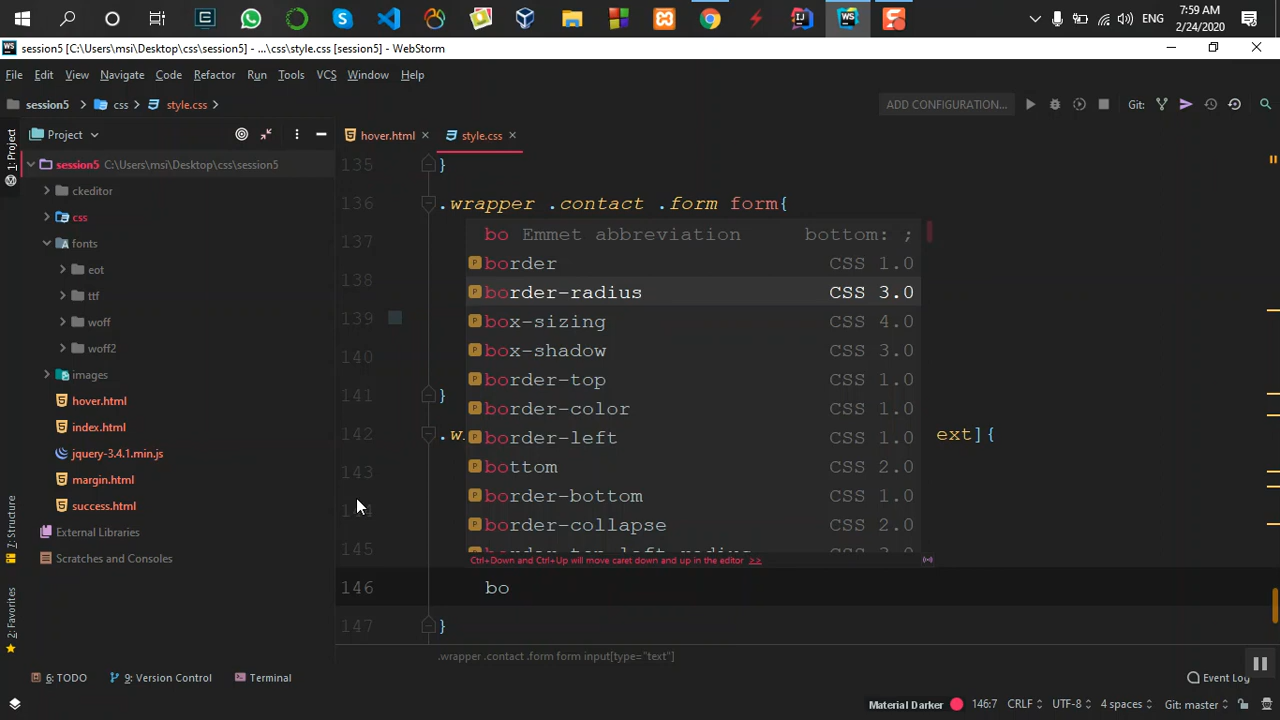 ENG
7:59 AM
2/24/2020
session5 [C:\Users\msi\Desktop\css\session5] - ...\css\style.css [session5] - WebStorm
File Edit View Navigate Code Refactor Run Tools VCS Window Help
session5 css style.css
ADD CONFIGURATION...
Git:
Project
hover.html
style.css
1: Project
7: Structure
2: Favorites
session5 C:\Users\msi\Desktop\css\session5
ckeditor
css
fonts
eot
ttf
woff
woff2
images
hover.html
index.html
jquery-3.4.1.min.js
margin.html
success.html
External Libraries
Scratches and Consoles
135 }
136 .wrapper .contact .form form{
137
138
139
140
141 }
142 .w ext]{
143
144
145
146 bo
147 }
bo Emmet abbreviation bottom: ;
border CSS 1.0
border-radius CSS 3.0
box-sizing CSS 4.0
box-shadow CSS 3.0
border-top CSS 1.0
border-color CSS 1.0
border-left CSS 1.0
bottom CSS 2.0
border-bottom CSS 1.0
border-collapse CSS 2.0
Ctrl+Down and Ctrl+Up will move caret down and up in the editor >>
.wrapper .contact .form form input[type="text"]
6: TODO 9: Version Control Terminal
Event Log
Material Darker 146:7 CRLF UTF-8 4 spaces Git: master